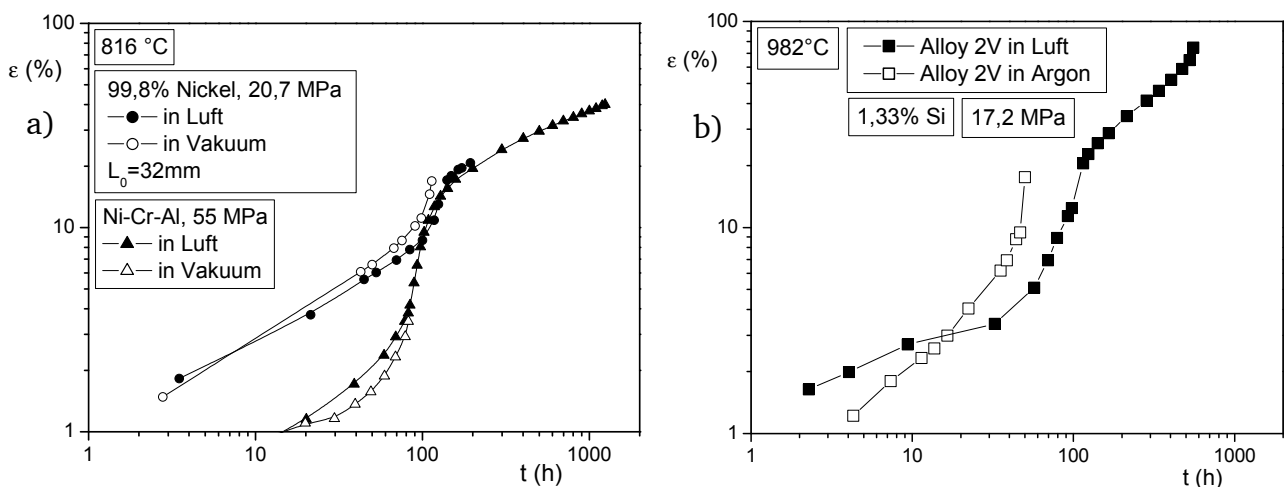 100
816 °C
ε (%)
99,8% Nickel, 20,7 MPa
in Luft
in Vakuum
L₀=32mm
a)
Ni-Cr-Al, 55 MPa
in Luft
in Vakuum
10
1
1 10 100 1000
t (h)
100
982°C
ε (%)
Alloy 2V in Luft
Alloy 2V in Argon
1,33% Si 17,2 MPa
b)
10
1
1 10 100 1000
t (h)